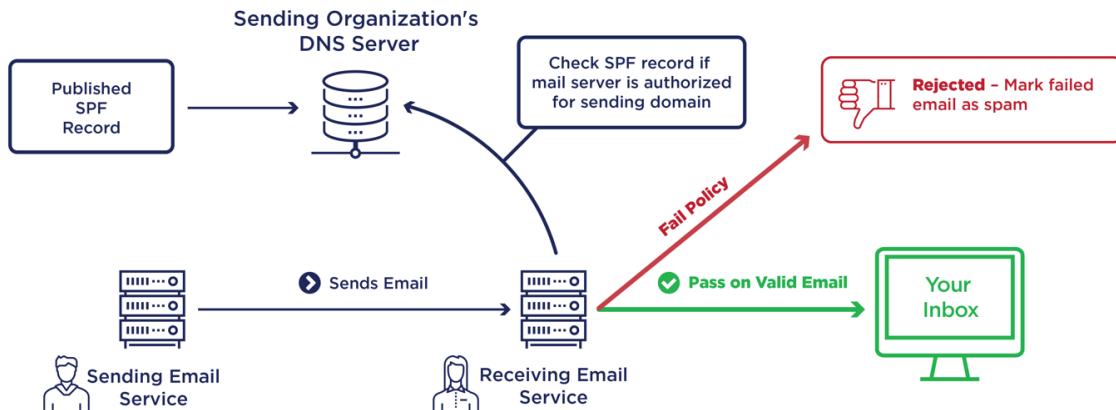 Sending Organization's
DNS Server
Published
SPF
Record
Check SPF record if
mail server is authorized
for sending domain
Rejected – Mark failed
email as spam
Fail Policy
Sends Email
Pass on Valid Email
Your
Inbox
Sending Email
Service
Receiving Email
Service